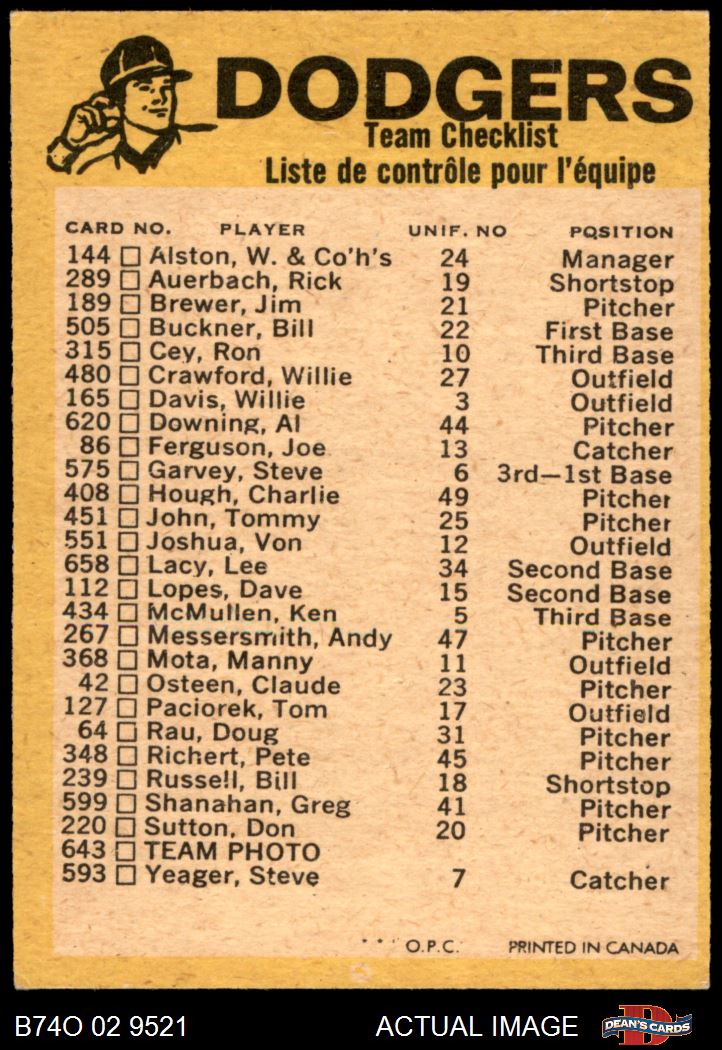 DODGERS
Team Checklist
Liste de contrôle pour l'équipe
CARD NO. PLAYER UNIF. NO POSITION
144 Alston, W. & Co'h's 24 Manager
289 Auerbach, Rick 19 Shortstop
189 Brewer, Jim 21 Pitcher
505 Buckner, Bill 22 First Base
315 Cey, Ron 10 Third Base
480 Crawford, Willie 27 Outfield
165 Davis, Willie 3 Outfield
620 Downing, Al 44 Pitcher
86 Ferguson, Joe 13 Catcher
575 Garvey, Steve 6 3rd—1st Base
408 Hough, Charlie 49 Pitcher
451 John, Tommy 25 Pitcher
551 Joshua, Von 12 Outfield
658 Lacy, Lee 34 Second Base
112 Lopes, Dave 15 Second Base
434 McMullen, Ken 5 Third Base
267 Messersmith, Andy 47 Pitcher
368 Mota, Manny 11 Outfield
42 Osteen, Claude 23 Pitcher
127 Paciorek, Tom 17 Outfield
64 Rau, Doug 31 Pitcher
348 Richert, Pete 45 Pitcher
239 Russell, Bill 18 Shortstop
599 Shanahan, Greg 41 Pitcher
220 Sutton, Don 20 Pitcher
643 TEAM PHOTO
593 Yeager, Steve 7 Catcher
* * * O.P.C. PRINTED IN CANADA
B74O 02 9521 ACTUAL IMAGE D DEAN'S CARDS